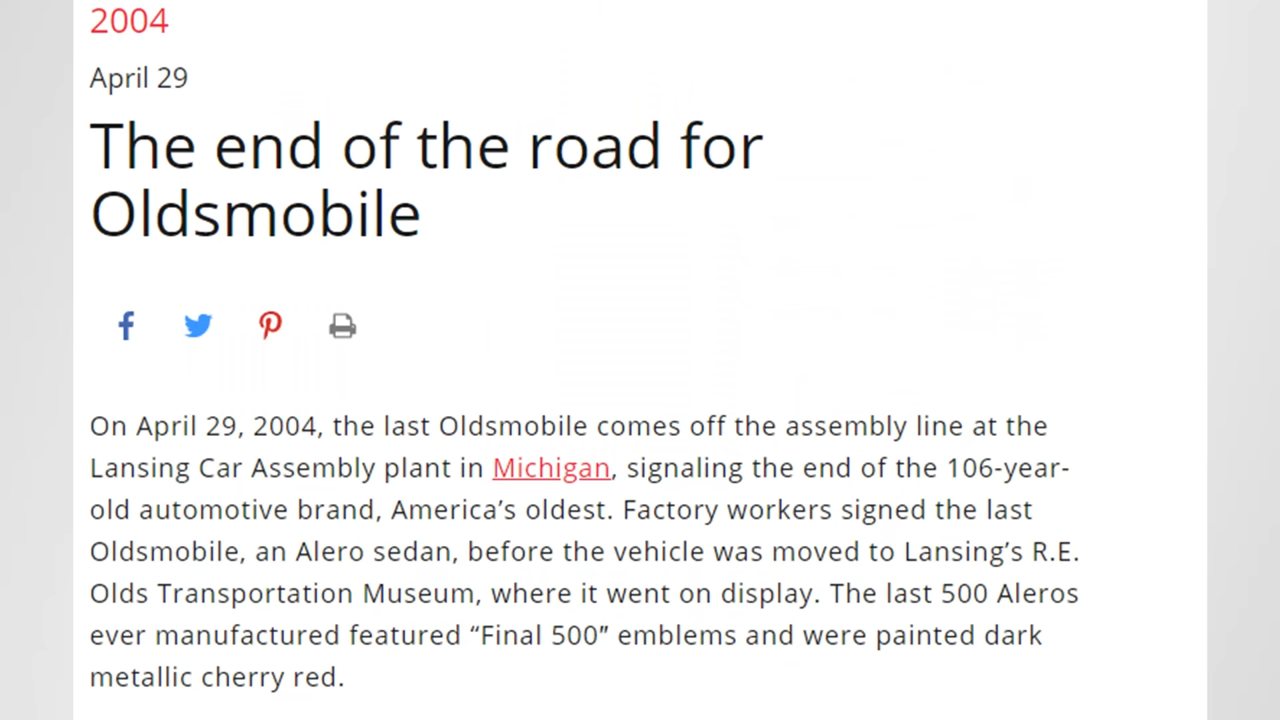 2004
April 29
The end of the road for
Oldsmobile
On April 29, 2004, the last Oldsmobile comes off the assembly line at the
Lansing Car Assembly plant in Michigan, signaling the end of the 106-year-
old automotive brand, America’s oldest. Factory workers signed the last
Oldsmobile, an Alero sedan, before the vehicle was moved to Lansing’s R.E.
Olds Transportation Museum, where it went on display. The last 500 Aleros
ever manufactured featured “Final 500″ emblems and were painted dark
metallic cherry red.